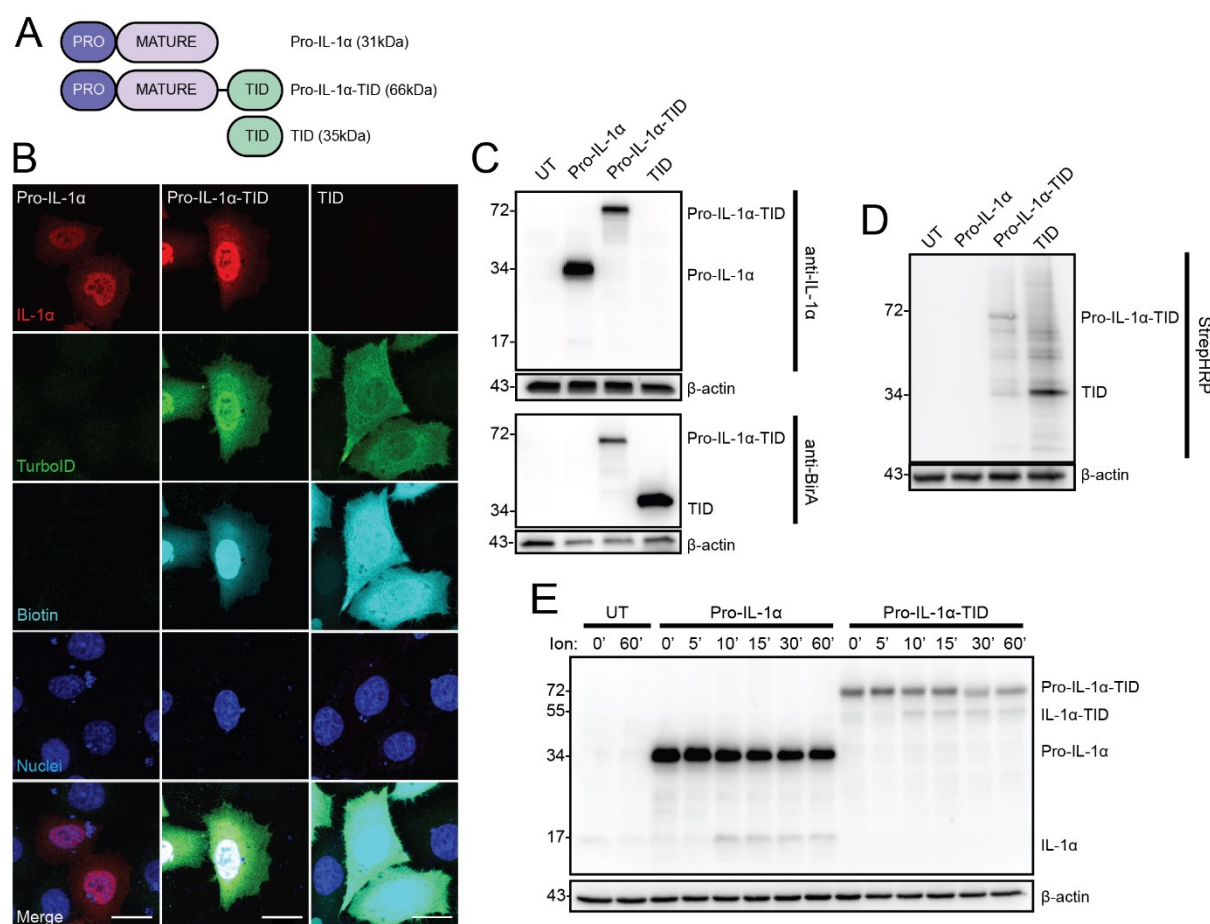 A
PRO MATURE Pro-IL-1α (31kDa)
PRO MATURE TID Pro-IL-1α-TID (66kDa)
TID TID (35kDa)
B
Pro-IL-1α Pro-IL-1α-TID TID
IL-1α
TurboID
Biotin
Nuclei
Merge
C
UT Pro-IL-1α Pro-IL-1α-TID TID
72- Pro-IL-1α-TID
34- Pro-IL-1α
17-
anti-IL-1α
43- β-actin
72- Pro-IL-1α-TID
34- TID
anti-BirA
43- β-actin
D
UT Pro-IL-1α Pro-IL-1α-TID TID
72- Pro-IL-1α-TID
34- TID
StrepHRP
43- β-actin
E
UT Pro-IL-1α Pro-IL-1α-TID
Ion: 0' 60' 0' 5' 10' 15' 30' 60' 0' 5' 10' 15' 30' 60'
72- Pro-IL-1α-TID
55- IL-1α-TID
34- Pro-IL-1α
17- IL-1α
43- β-actin